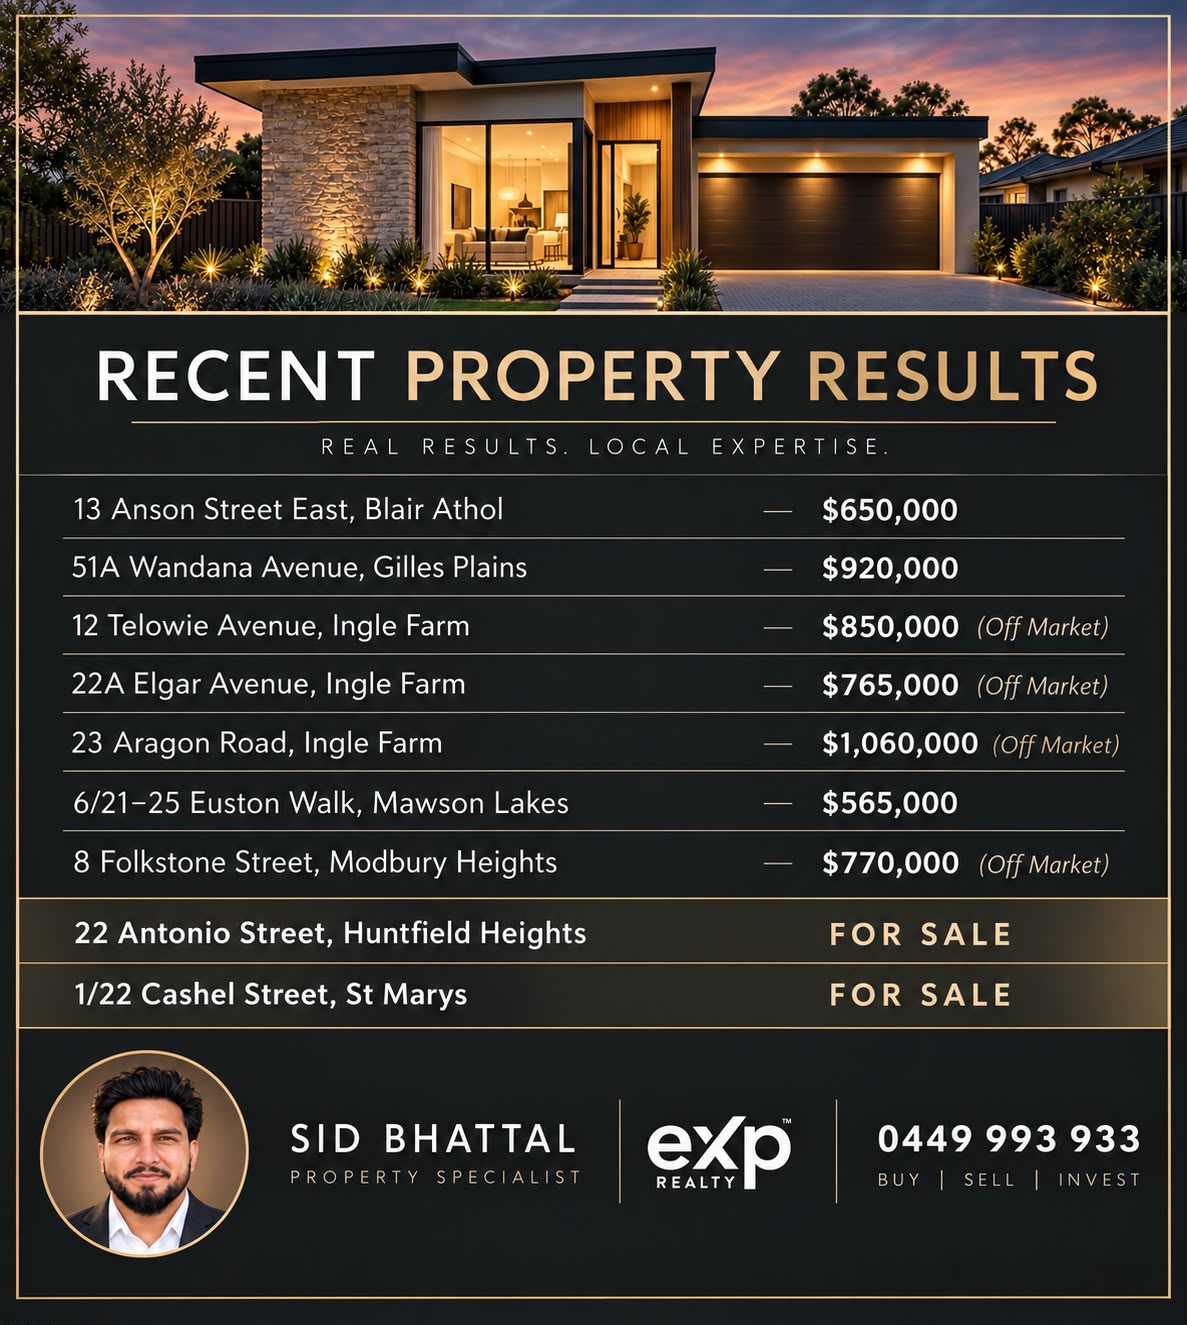 RECENT PROPERTY RESULTS
REAL RESULTS. LOCAL EXPERTISE.
13 Anson Street East, Blair Athol — $650,000
51A Wandana Avenue, Gilles Plains — $920,000
12 Telowie Avenue, Ingle Farm — $850,000 (Off Market)
22A Elgar Avenue, Ingle Farm — $765,000 (Off Market)
23 Aragon Road, Ingle Farm — $1,060,000 (Off Market)
6/21–25 Euston Walk, Mawson Lakes — $565,000
8 Folkstone Street, Modbury Heights — $770,000 (Off Market)
22 Antonio Street, Huntfield Heights FOR SALE
1/22 Cashel Street, St Marys FOR SALE
SID BHATTAL
PROPERTY SPECIALIST
exp™
REALTY
0449 993 933
BUY | SELL | INVEST